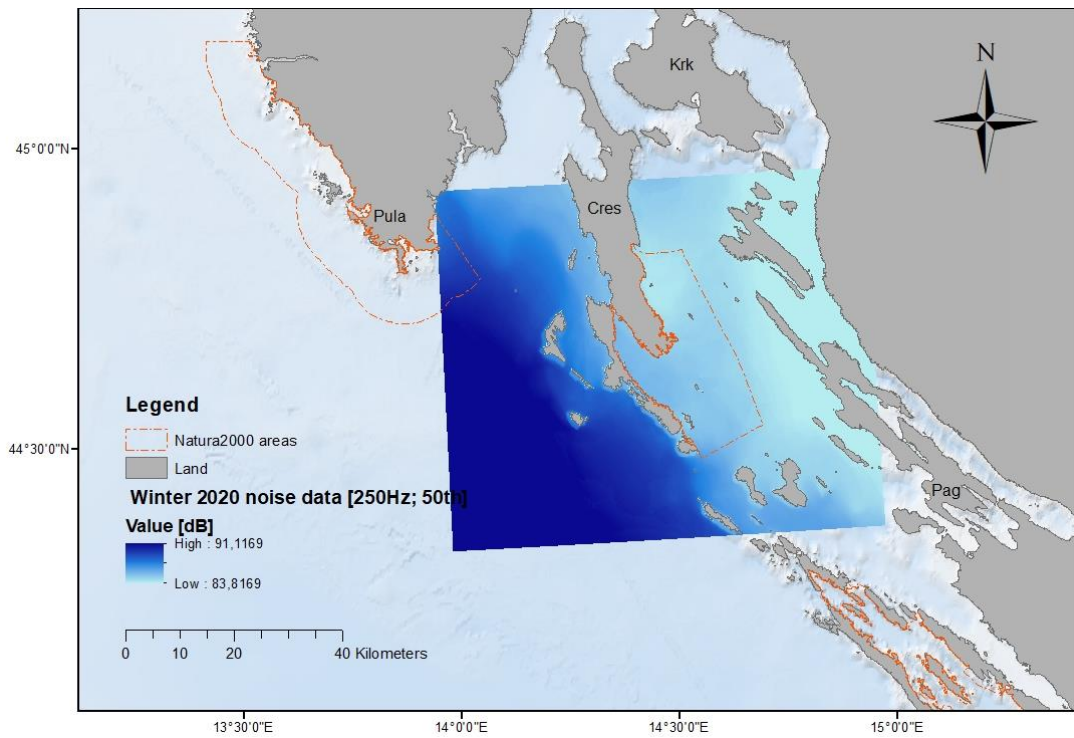 N
Krk
45°0'0"N
Cres
Pula
Legend
Natura2000 areas
Land
44°30'0"N
Winter 2020 noise data [250Hz; 50th]
Pag
Value [dB]
High : 91,1169
Low : 83,8169
0 10 20 40 Kilometers
13°30'0"E 14°0'0"E 14°30'0"E 15°0'0"E